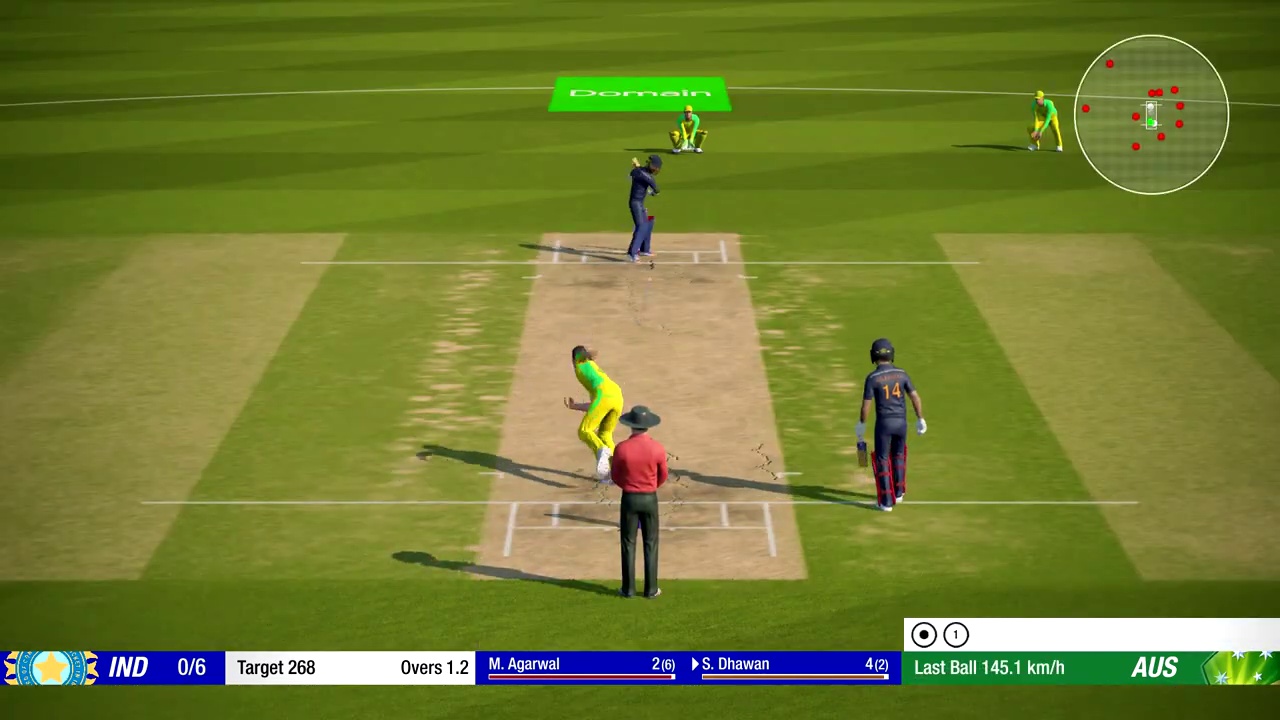 Domain
14
1
IND 0/6 Target 268 Overs 1.2 M. Agarwal 2(6) S. Dhawan 4(2) Last Ball 145.1 km/h AUS